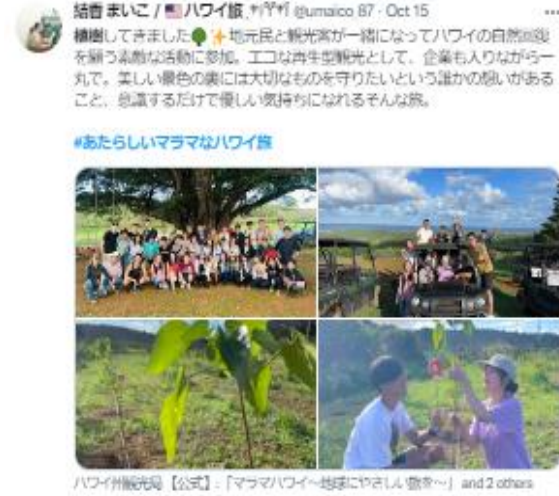 結香 まいこ / 🇺🇸ハワイ旅 @umaico_87 · Oct 15
植樹してきました🌳✨地元民と観光客が一緒になってハワイの自然回復
を願う素敵な活動に参加。エコな再生型観光として、企業も入りながら一
丸で。美しい景色の裏には大切なものを守りたいという誰かの想いがある
こと、意識するだけで優しい気持ちになれるそんな旅。
#あたらしいマラマなハワイ旅
ハワイ州観光局【公式】:「マラマハワイ~地球にやさしい旅を~」 and 2 others